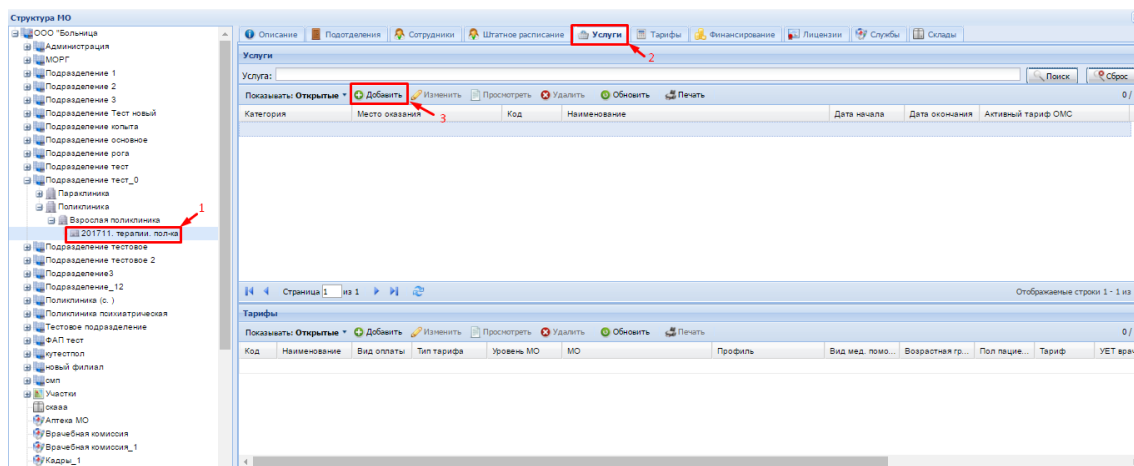 Структура МО
ООО "Больница
Администрация
МОРГ
Подразделение 1
Подразделение 2
Подразделение 3
Подразделение Тест новый
Подразделение копыта
Подразделение основное
Подразделение рога
Подразделение тест
Подразделение тест_0
Параклиника
Поликлиника
Взрослая поликлиника
1
201711. терапии. пол-ка
Подразделение тестовое
Подразделение тестовое 2
Подразделение3
Подразделение_12
Поликлиника (с. )
Поликлиника психиатрическая
Тестовое подразделение
ФАП тест
кутестпол
новый филиал
смп
Участки
скааа
Аптека МО
Врачебная комиссия
Врачебная комиссия_1
Кадры_1
Описание Подотделения Сотрудники Штатное расписание Услуги Тарифы Финансирование Лицензии Службы Склады
2
Услуги
Услуга: Поиск Сброс
Показывать: Открытые Добавить Изменить Просмотреть Удалить Обновить Печать 0 /
3
Категория Место оказания Код Наименование Дата начала Дата окончания Активный тариф ОМС
Страница 1 из 1 Отображаемые строки 1 - 1 из
Тарифы
Показывать: Открытые Добавить Изменить Просмотреть Удалить Обновить Печать 0 /
Код Наименование Вид оплаты Тип тарифа Уровень МО МО Профиль Вид мед. помо... Возрастная гр... Пол пацие... Тариф УЕТ врач